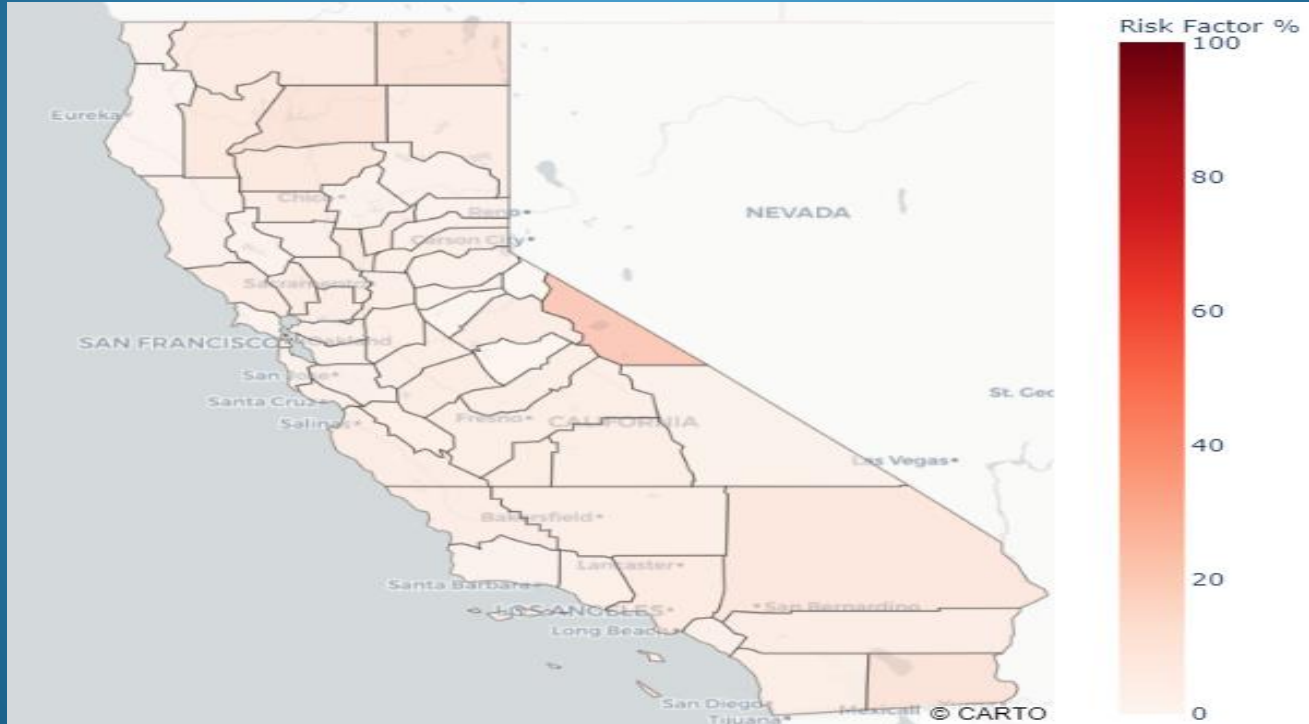 Risk Factor %
100
80
60
40
20
0
Eureka
Chico
Reno
Carson City
NEVADA
Sacramento
SAN FRANCISCO
Oakland
San Jose
Santa Cruz
Salinas
Fresno
CALIFORNIA
St. Geo
Las Vegas
Bakersfield
Lancaster
Santa Barbara
LOS ANGELES
San Bernardino
Long Beach
San Diego
Mexicali
Tijuana
© CARTO